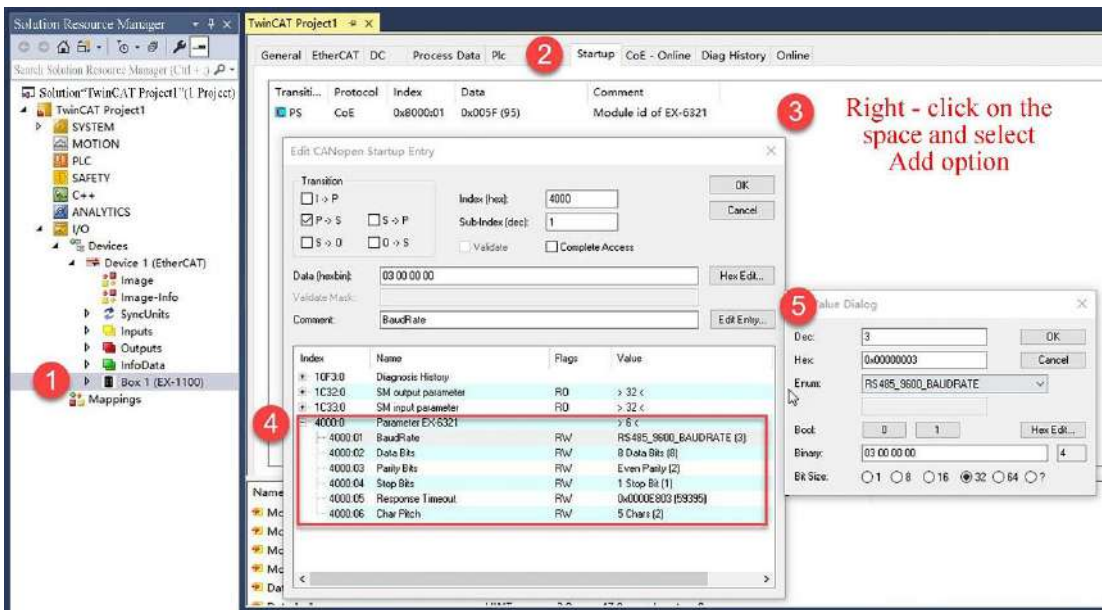 Solution Resource Manager
Search Solution Resource Manager (Ctrl + ;)
Solution"TwinCAT Project1"(1 Project)
TwinCAT Project1
SYSTEM
MOTION
PLC
SAFETY
C++
ANALYTICS
I/O
Devices
Device 1 (EtherCAT)
Image
Image-Info
SyncUnits
Inputs
Outputs
InfoData
1
Box 1 (EX-1100)
Mappings
TwinCAT Project1
General EtherCAT DC Process Data Plc 2 Startup CoE - Online Diag History Online
Transiti... Protocol Index Data Comment
PS CoE 0x8000:01 0x005F (95) Module id of EX-6321
3
Right - click on the
space and select
Add option
Edit CANopen Startup Entry
Transition
I -> P
P -> S S -> P
S -> O O -> S
Index (hex): 4000
Sub-Index (dec): 1
Validate Complete Access
OK
Cancel
Data (hexbin): 03 00 00 00 Hex Edit...
Validate Mask:
Comment: BaudRate Edit Entry...
Index Name Flags Value
10F3:0 Diagnosis History
1C32:0 SM output parameter RO > 32 <
1C33:0 SM input parameter RO > 32 <
4
4000:0 Parameter EX-6321 > 6 <
4000:01 BaudRate RW RS485_9600_BAUDRATE (3)
4000:02 Data Bits RW 8 Data Bits (8)
4000:03 Parity Bits RW Even Parity (2)
4000:04 Stop Bits RW 1 Stop Bit (1)
4000:05 Response Timeout RW 0x0000E803 (59395)
4000:06 Char Pitch RW 5 Chars (2)
5
Value Dialog
Dec: 3 OK
Hex: 0x00000003 Cancel
Enum: RS485_9600_BAUDRATE
Bool: 0 1 Hex Edit...
Binary: 03 00 00 00 4
Bit Size: 1 8 16 32 64 ?
Name